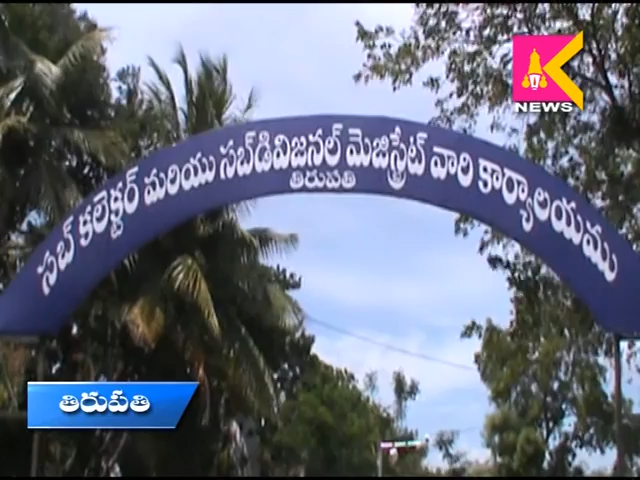 K
NEWS
సబ్ కలెక్టర్ మరియు సబ్‌డివిజనల్ మెజిస్ట్రేట్ వారి కార్యాలయము
తిరుపతి
తిరుపతి